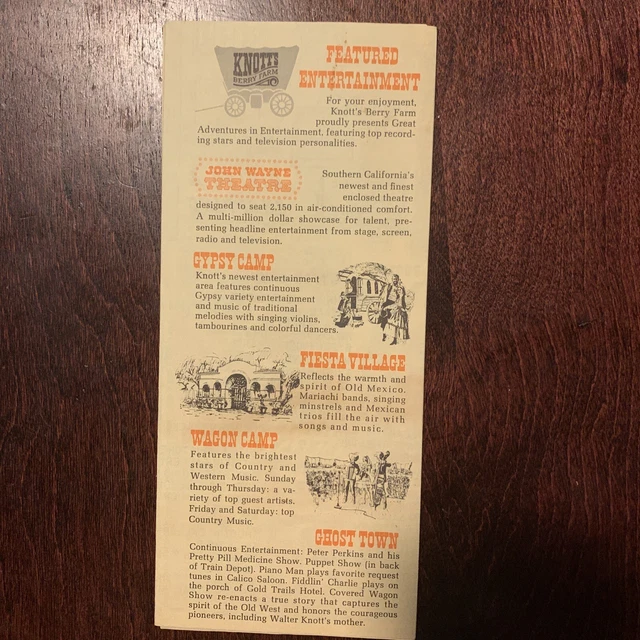 KNOTT'S
BERRY FARM
FEATURED
ENTERTAINMENT
For your enjoyment,
Knott's Berry Farm
proudly presents Great
Adventures in Entertainment, featuring top record-
ing stars and television personalities.
JOHN WAYNE
THEATRE
Southern California's
newest and finest
enclosed theatre
designed to seat 2,150 in air-conditioned comfort.
A multi-million dollar showcase for talent, pre-
senting headline entertainment from stage, screen,
radio and television.
GYPSY CAMP
Knott's newest entertainment
area features continuous
Gypsy variety entertainment
and music of traditional
melodies with singing violins,
tambourines and colorful dancers.
FIESTA VILLAGE
Reflects the warmth and
spirit of Old Mexico.
Mariachi bands, singing
minstrels and Mexican
trios fill the air with
songs and music.
WAGON CAMP
Features the brightest
stars of Country and
Western Music. Sunday
through Thursday: a va-
riety of top guest artists.
Friday and Saturday: top
Country Music.
GHOST TOWN
Continuous Entertainment: Peter Perkins and his
Pretty Pill Medicine Show. Puppet Show (in back
of Train Depot). Piano Man plays favorite request
tunes in Calico Saloon. Fiddlin' Charlie plays on
the porch of Gold Trails Hotel. Covered Wagon
Show re-enacts a true story that captures the
spirit of the Old West and honors the courageous
pioneers, including Walter Knott's mother.